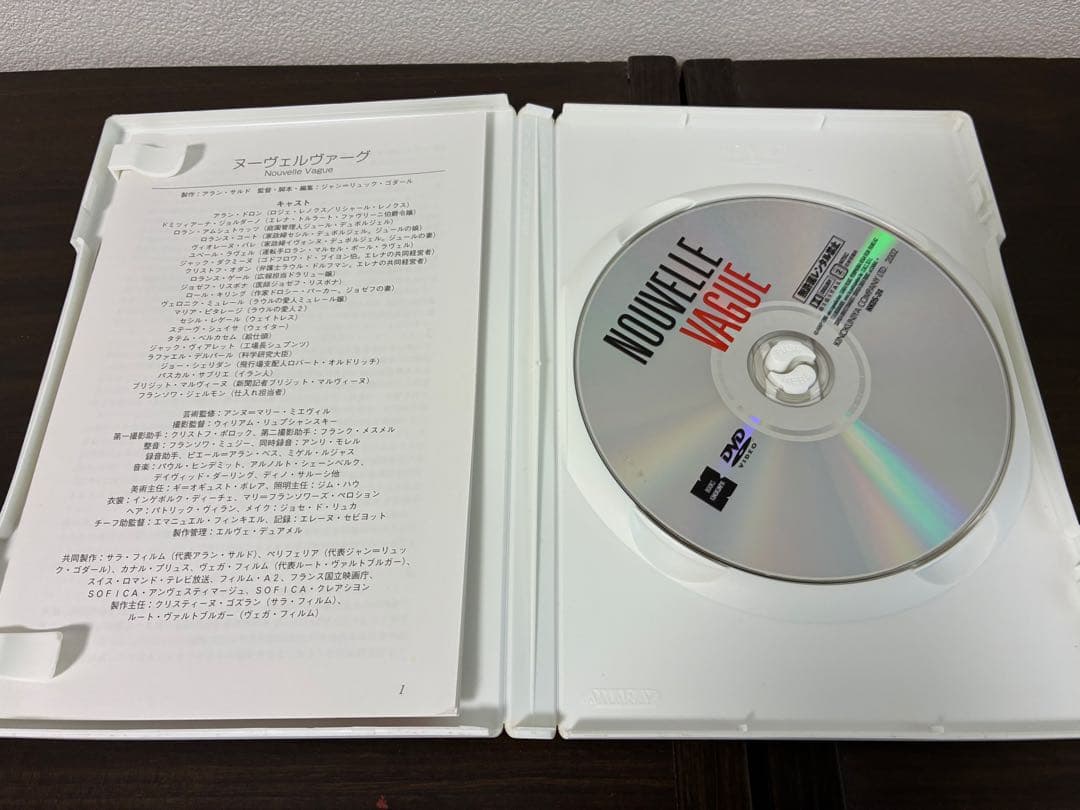 ヌーヴェルヴァーグ
Nouvelle Vague
製作：アラン・サルド 監督・脚本・編集：ジャン=リュック・ゴダール
キャスト
アラン・ドロン（ロジェ・レノクス／リシャール・レノクス）
ドミツィアーナ・ジョルダーノ（エレナ・トルラート・ファヴリーニ伯爵令嬢）
ロラン・アムシュトゥッツ（庭園管理人ジュール・デュボルジェル）
ロランス・コート（家政婦セシル・デュボルジェル。ジュールの娘）
ヴィオレーヌ・バレ（家政婦イヴォンヌ・デュボルジェル。ジュールの妻）
ユベール・ラヴェル（運転手ロラン・マルセル・ポール・ラヴェル）
ジャック・ダクミーヌ（ゴドフロワ・ド・ブイヨン伯。エレナの共同経営者）
クリストフ・オダン（弁護士ラウル・ドルフマン。エレナの共同経営者）
ロランス・ゲール（広報担当ドラリュー嬢）
ジョゼフ・リスボナ（医師ジョゼフ・リスボナ）
ロール・キリング（作家ドロシー・パーカー。ジョゼフの妻）
ヴェロニク・ミュレール（ラウルの愛人ミュレール嬢）
マリア・ピタレージ（ラウルの愛人２）
セシル・レゲール（ウェイトレス）
ステーヴ・シュイサ（ウェイター）
タテム・ベルカセム（給仕頭）
ジャック・ヴィアレット（工場長シュプンツ）
ラファエル・デルパール（科学研究大臣）
ジョー・シェリダン（飛行場支配人ロバート・オルドリッチ）
パスカル・サブリエ（イラン人）
ブリジット・マルヴィーヌ（新聞記者ブリジット・マルヴィーヌ）
フランソワ・ジェルモン（仕入れ担当者）
芸術監修：アンヌ=マリー・ミエヴィル
撮影監督：ウィリアム・リュプシャンスキー
第一撮影助手：クリストフ・ポロック、第二撮影助手：フランク・メスメル
整音：フランソワ・ミュジー、同時録音：アンリ・モレル
録音助手、ピエール=アラン・ベス、ミゲル・ルジャス
音楽：パウル・ヒンデミット、アルノルト・シェーンベルク、
デイヴィッド・ダーリング、ディノ・サルーシ他
美術主任：ギ=オギュスト・ボレア、照明主任：ジム・ハウ
衣裳：インゲボルク・ディーチェ、マリ=フランソワーズ・ペロション
ヘア：パトリック・ヴィラン、メイク：ジョセ・ド・リュカ
チーフ助監督：エマニュエル・フィンキエル、記録：エレーヌ・セビヨット
製作管理：エルヴェ・デュアメル
共同製作：サラ・フィルム（代表アラン・サルド）、ペリフェリア（代表ジャン=リュッ
ク・ゴダール）、カナル・プリュス、ヴェガ・フィルム（代表ルート・ヴァルトブルガー）、
スイス・ロマンド・テレビ放送、フィルム・Ａ２、フランス国立映画庁、
ＳＯＦＩＣＡ・アンヴェスティマージュ、ＳＯＦＩＣＡ・クレアシヨン
製作主任：クリスティーヌ・ゴズラン（サラ・フィルム）、
ルート・ヴァルトブルガー（ヴェガ・フィルム）
1
NOUVELLE
VAGUE
無許諾レンタル禁止
2
KINOKUNIYA COMPANY LTD. 2002
DVD
VIDEO
AMARAY